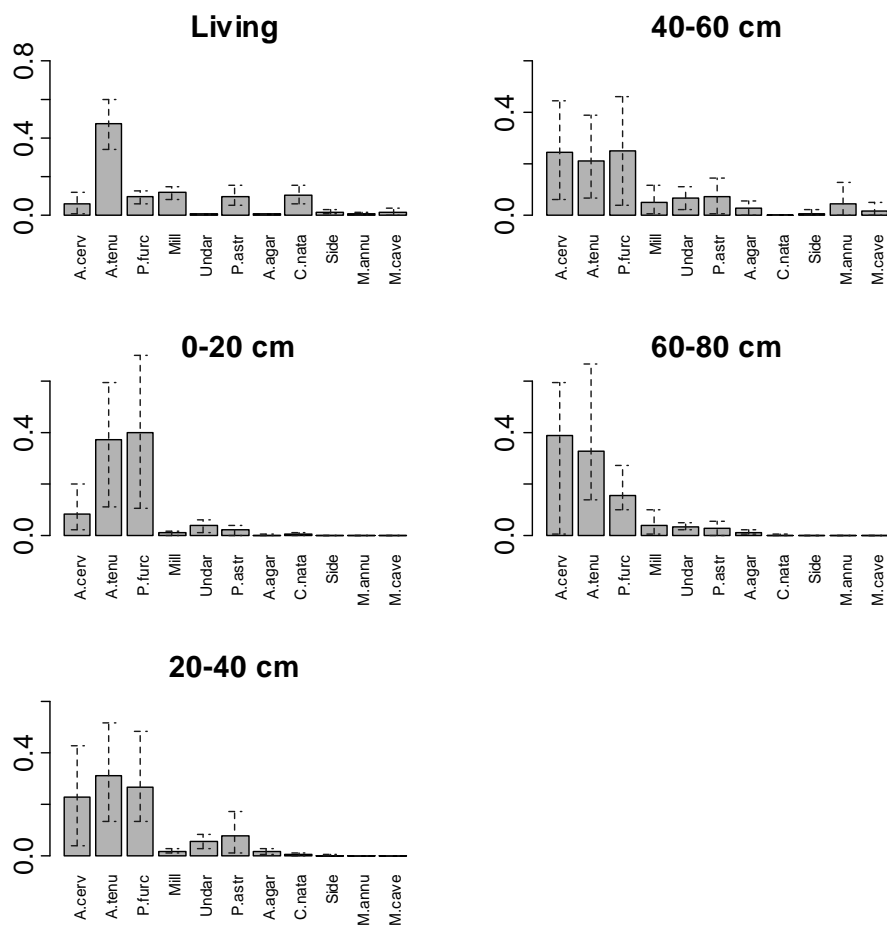 Living
0.8
0.4
0.0
A.cerv
A.tenu
P.furc
Mill
Undar
P.astr
A.agar
C.nata
Side
M.annu
M.cave
40-60 cm
0.4
0.0
A.cerv
A.tenu
P.furc
Mill
Undar
P.astr
A.agar
C.nata
Side
M.annu
M.cave
0-20 cm
0.4
0.0
A.cerv
A.tenu
P.furc
Mill
Undar
P.astr
A.agar
C.nata
Side
M.annu
M.cave
60-80 cm
0.4
0.0
A.cerv
A.tenu
P.furc
Mill
Undar
P.astr
A.agar
C.nata
Side
M.annu
M.cave
20-40 cm
0.4
0.0
A.cerv
A.tenu
P.furc
Mill
Undar
P.astr
A.agar
C.nata
Side
M.annu
M.cave